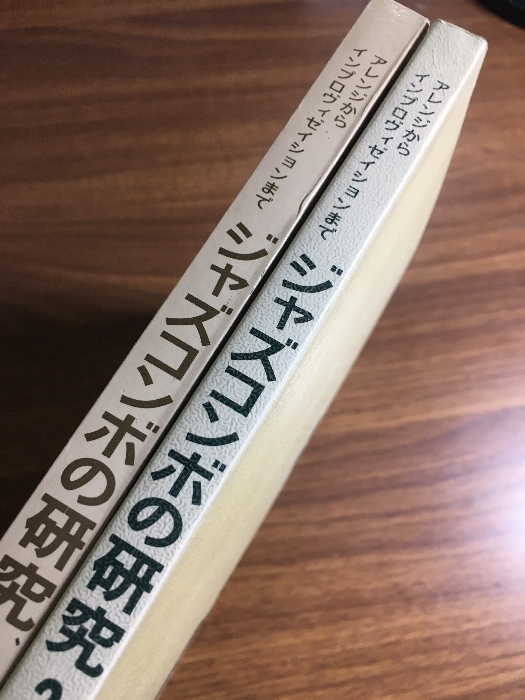 アレンジから
インプロヴィゼイションまで
ジャズコンボの研究
アレンジから
インプロヴィゼイションまで
ジャズコンボの研究